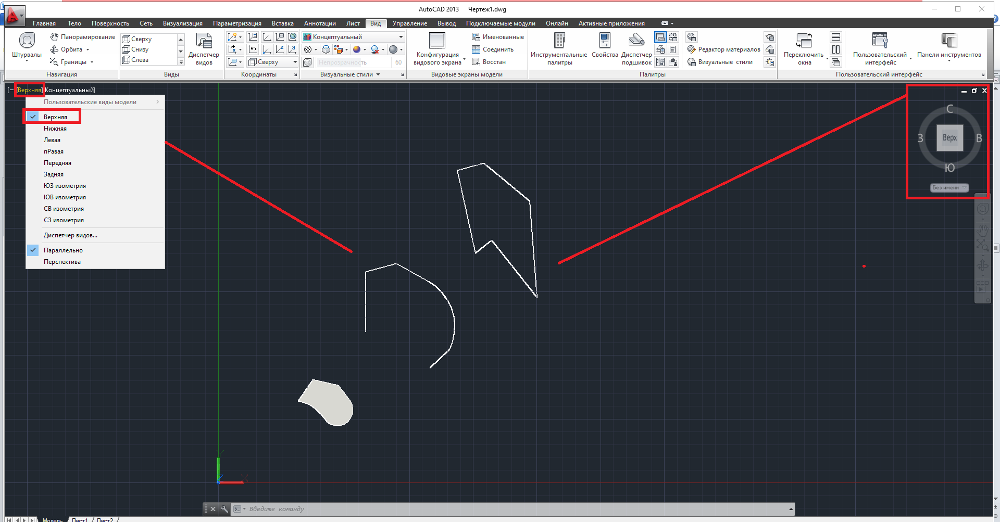 AutoCAD 2013 Чертеж1.dwg
Главная Тело Поверхность Сеть Визуализация Параметризация Вставка Аннотации Лист Вид Управление Вывод Подключаемые модули Онлайн Активные приложения
Штурвалы
Панорамирование
Орбита
Границы
Навигация
Сверху
Снизу
Слева
Диспетчер
видов
Виды
Сверху
Координаты
Концептуальный
Непрозрачность 60
Визуальные стили
Конфигурация
видового экрана
Именованные
Соединить
Восстан
Видовые экраны модели
Инструментальные
палитры
Свойства
Диспетчер
подшивок
Редактор материалов
Визуальные стили
Палитры
Переключить
окна
Пользовательский
интерфейс
Панели инструментов
Пользовательский интерфейс
[—][Верхняя][Концептуальный]
Пользовательские виды модели
Верхняя
Нижняя
Левая
пРавая
Передняя
Задняя
ЮЗ изометрия
ЮВ изометрия
СВ изометрия
СЗ изометрия
Диспетчер видов...
Параллельно
Перспектива
С
З Верх В
Ю
Без имени
Y
Z X
Введите команду
Модель Лист1 Лист2